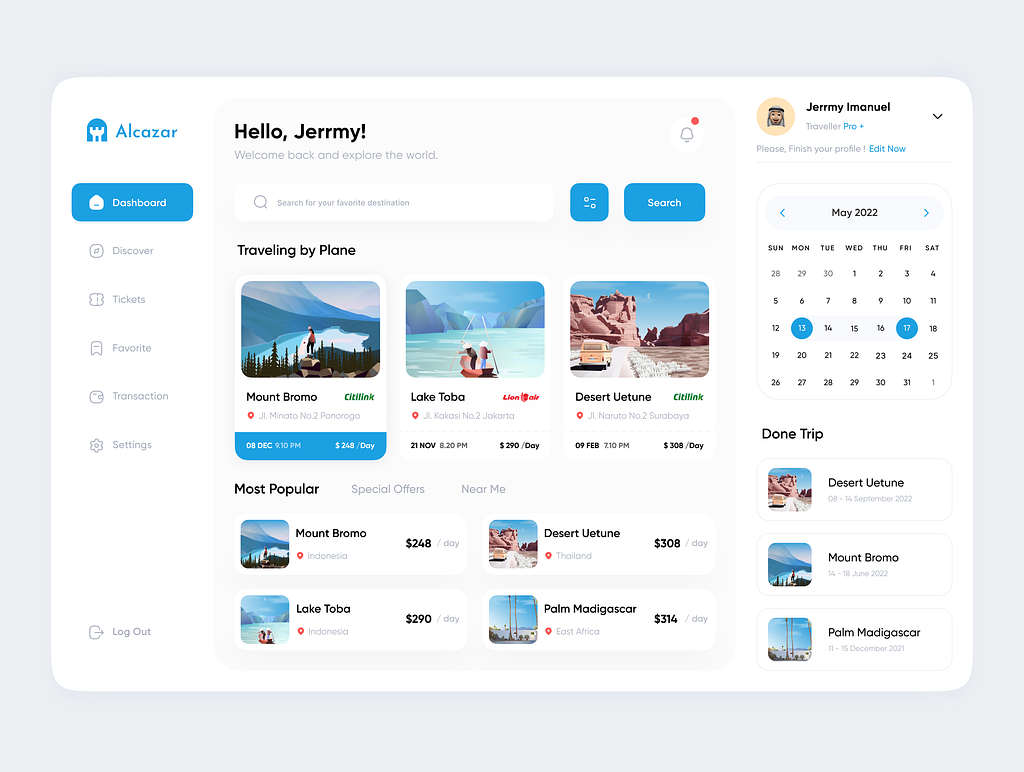 Alcazar
Dashboard
Discover
Tickets
Favorite
Transaction
Settings
Log Out
Hello, Jerrmy!
Welcome back and explore the world.
Search for your favorite destination
Search
Traveling by Plane
Mount Bromo Citilink
Jl. Minato No.2 Ponorogo
08 DEC 9.10 PM $ 248 /Day
Lake Toba Lion air
Jl. Kakasi No.2 Jakarta
21 NOV 8.20 PM $ 290 /Day
Desert Uetune Citilink
Jl. Naruto No.2 Surabaya
09 FEB 7.10 PM $ 308 /Day
Most Popular Special Offers Near Me
Mount Bromo
Indonesia
$248 / day
Desert Uetune
Thailand
$308 / day
Lake Toba
Indonesia
$290 / day
Palm Madigascar
East Africa
$314 / day
Jerrmy Imanuel
Traveller Pro +
Please, Finish your profile ! Edit Now
May 2022
SUN MON TUE WED THU FRI SAT
28 29 30 1 2 3 4
5 6 7 8 9 10 11
12 13 14 15 16 17 18
19 20 21 22 23 24 25
26 27 28 29 30 31 1
Done Trip
Desert Uetune
08 - 14 September 2022
Mount Bromo
14 - 18 June 2022
Palm Madigascar
11 - 15 December 2021